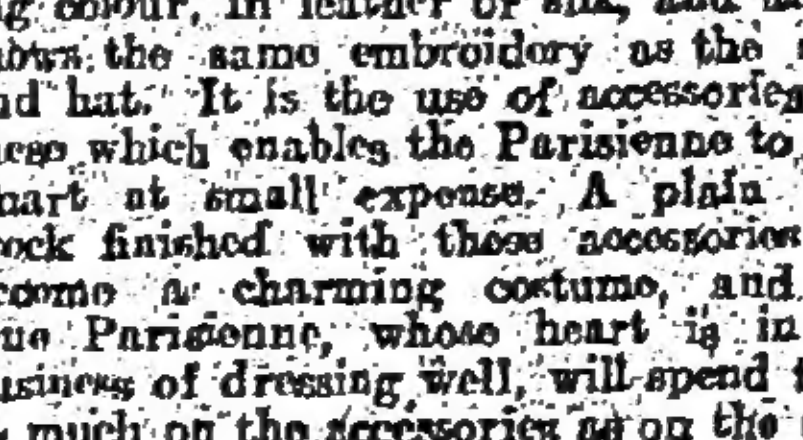 colour, in leather or silk,
the same embroidery as the
hat. It is the use of accessories
which enables the Parisienne to
at small expense. A plain
finished with those accessories
a charming costume, and
Parisienne, whose heart is in
of dressing well, will spend
much on the accessories as on the